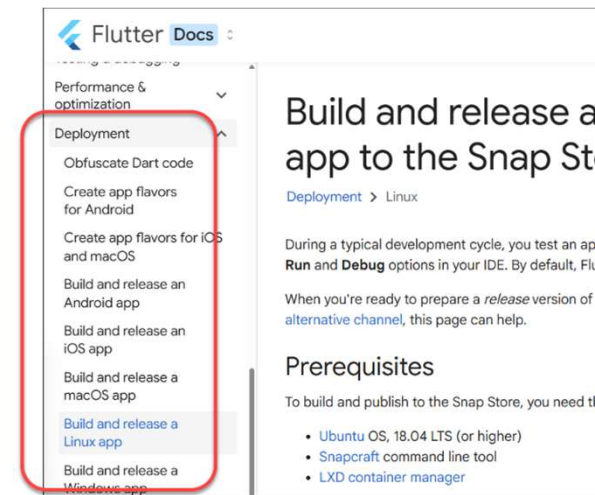 Flutter Docs
Testing & debugging
Performance &
optimization
Deployment
Obfuscate Dart code
Create app flavors
for Android
Create app flavors for iOS
and macOS
Build and release an
Android app
Build and release an
iOS app
Build and release a
macOS app
Build and release a
Linux app
Build and release a
Windows app
Build and release a
app to the Snap St
Deployment > Linux
During a typical development cycle, you test an ap
Run and Debug options in your IDE. By default, Flu
When you're ready to prepare a release version of
alternative channel, this page can help.
Prerequisites
To build and publish to the Snap Store, you need t
• Ubuntu OS, 18.04 LTS (or higher)
• Snapcraft command line tool
• LXD container manager